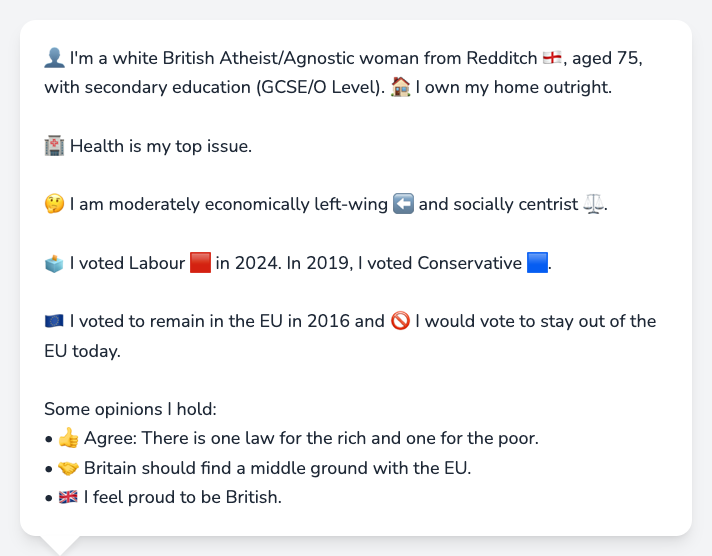 👤 I'm a white British Atheist/Agnostic woman from Redditch 🏴󠁧󠁢󠁥󠁮󠁧󠁿, aged 75,
with secondary education (GCSE/O Level). 🏠 I own my home outright.
🏥 Health is my top issue.
🤔 I am moderately economically left-wing ⬅️ and socially centrist ⚖️.
🗳️ I voted Labour 🟥 in 2024. In 2019, I voted Conservative 🟦.
🇪🇺 I voted to remain in the EU in 2016 and 🚫 I would vote to stay out of the
EU today.
Some opinions I hold:
• 👍 Agree: There is one law for the rich and one for the poor.
• 🤝 Britain should find a middle ground with the EU.
• 🇬🇧 I feel proud to be British.